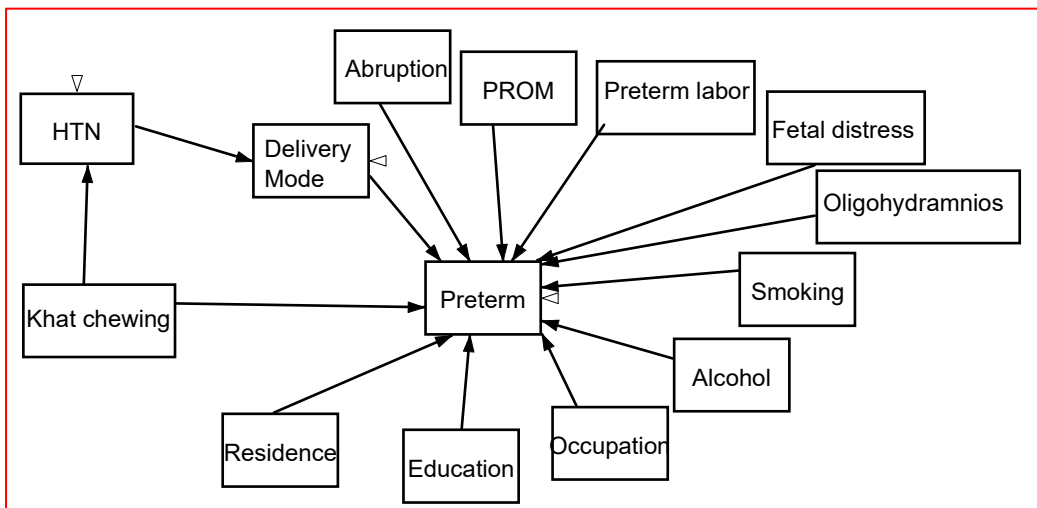 Abruption
PROM
Preterm labor
HTN
Fetal distress
Delivery
Mode
Oligohydramnios
Khat chewing
Preterm
Smoking
Alcohol
Residence
Education
Occupation